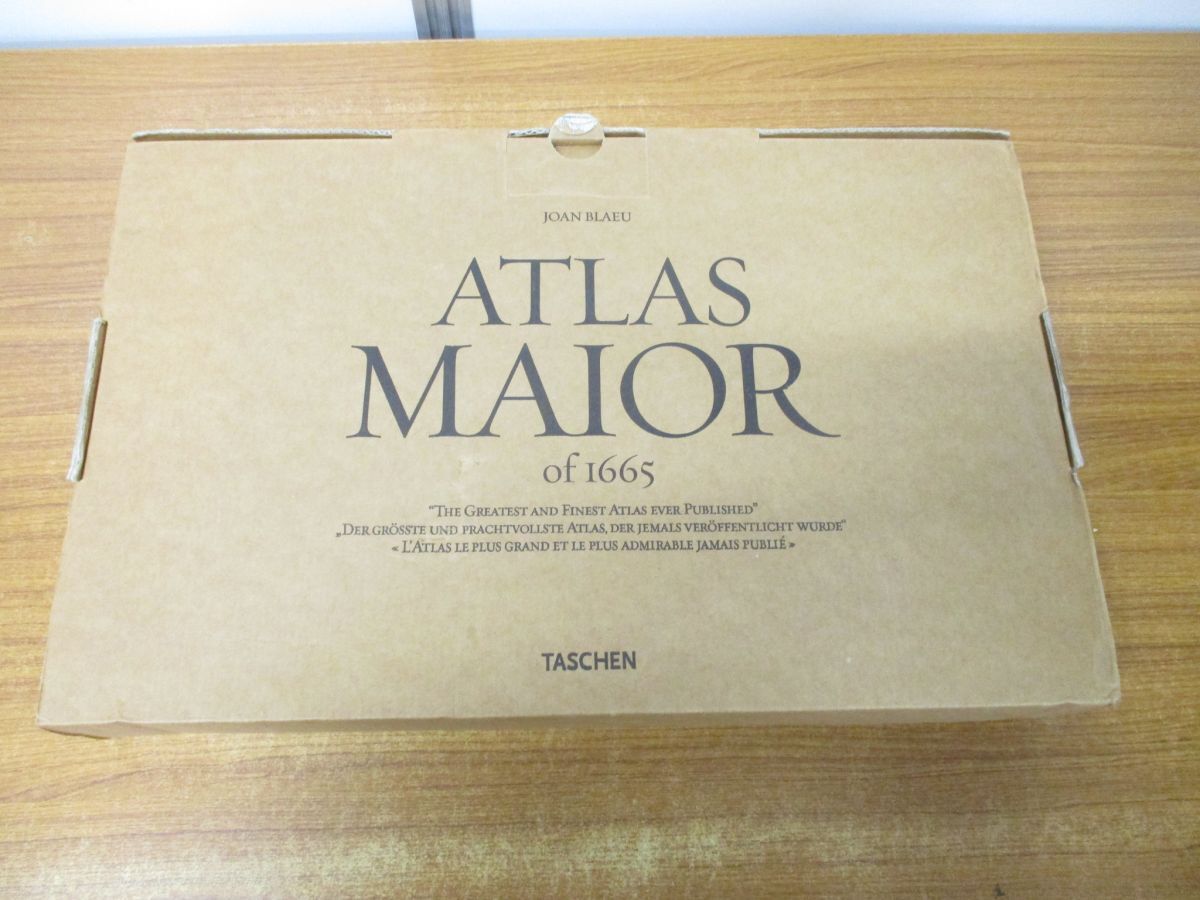 JOAN BLAEU
ATLAS
MAIOR
of 1665
"THE GREATEST AND FINEST ATLAS EVER PUBLISHED"
„DER GRÖSSTE UND PRACHTVOLLSTE ATLAS, DER JEMALS VERÖFFENTLICHT WURDE"
« L'ATLAS LE PLUS GRAND ET LE PLUS ADMIRABLE JAMAIS PUBLIÉ »
TASCHEN